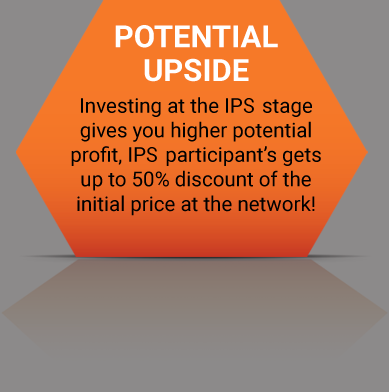 POTENTIAL
UPSIDE
Investing at the IPS stage
gives you higher potential
profit, IPS participant's gets
up to 50% discount of the
initial price at the network!